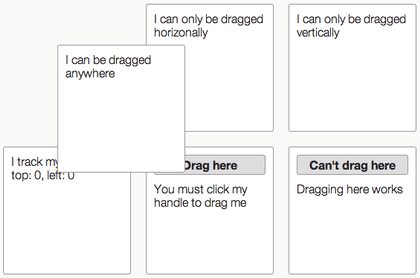 I can only be dragged
horizonally
I can only be dragged
vertically
I can be dragged
anywhere
I track my
top: 0, left: 0
Drag here
You must click my
handle to drag me
Can't drag here
Dragging here works